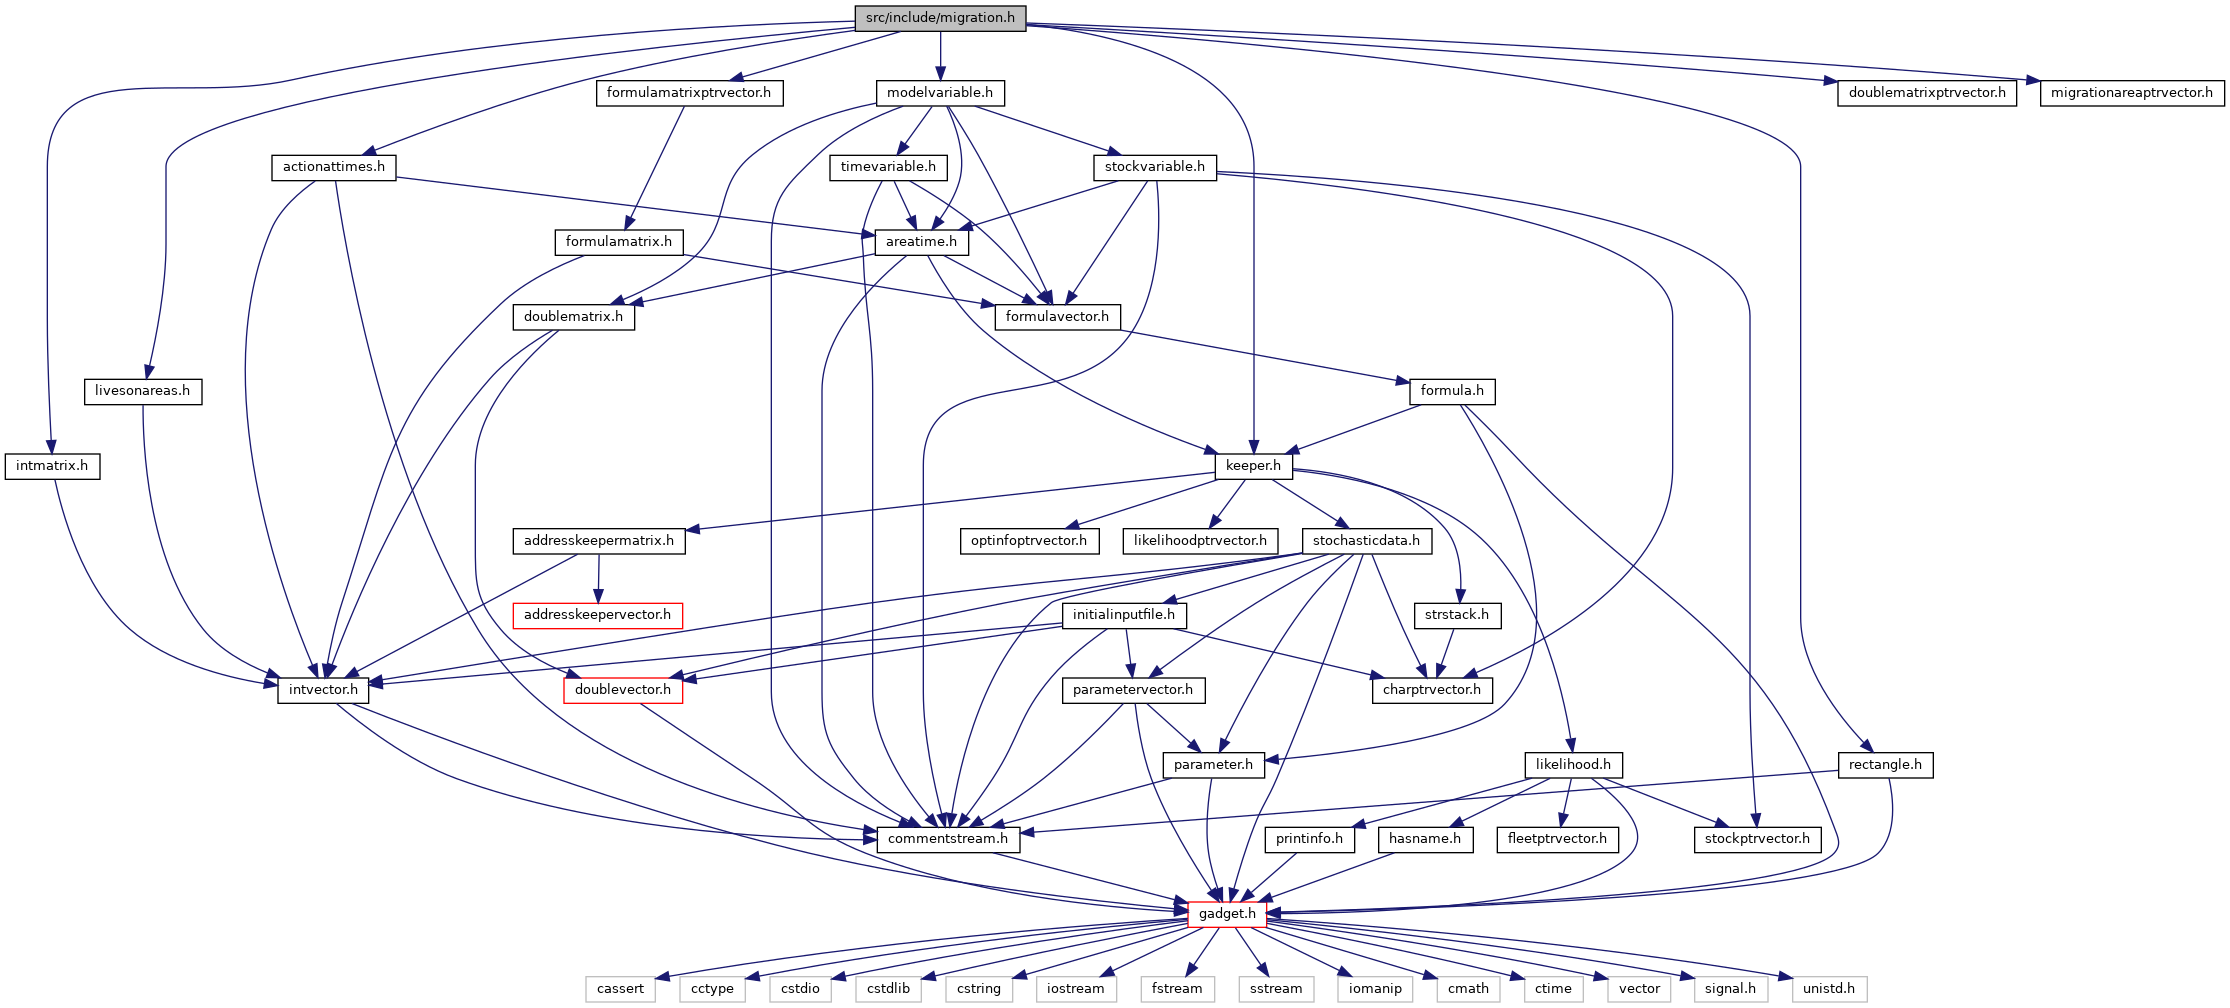 src/include/migration.h
formulamatrixptrvector.h
modelvariable.h
doublematrixptrvector.h
migrationareaptrvector.h
actionattimes.h
timevariable.h
stockvariable.h
formulamatrix.h
areatime.h
doublematrix.h
formulavector.h
livesonareas.h
formula.h
intmatrix.h
keeper.h
addresskeepermatrix.h
optinfoptrvector.h
likelihoodptrvector.h
stochasticdata.h
addresskeepervector.h
initialinputfile.h
strstack.h
intvector.h
doublevector.h
parametervector.h
charptrvector.h
parameter.h
likelihood.h
rectangle.h
commentstream.h
printinfo.h
hasname.h
fleetptrvector.h
stockptrvector.h
gadget.h
cassert
cctype
cstdio
cstdlib
cstring
iostream
fstream
sstream
iomanip
cmath
ctime
vector
signal.h
unistd.h